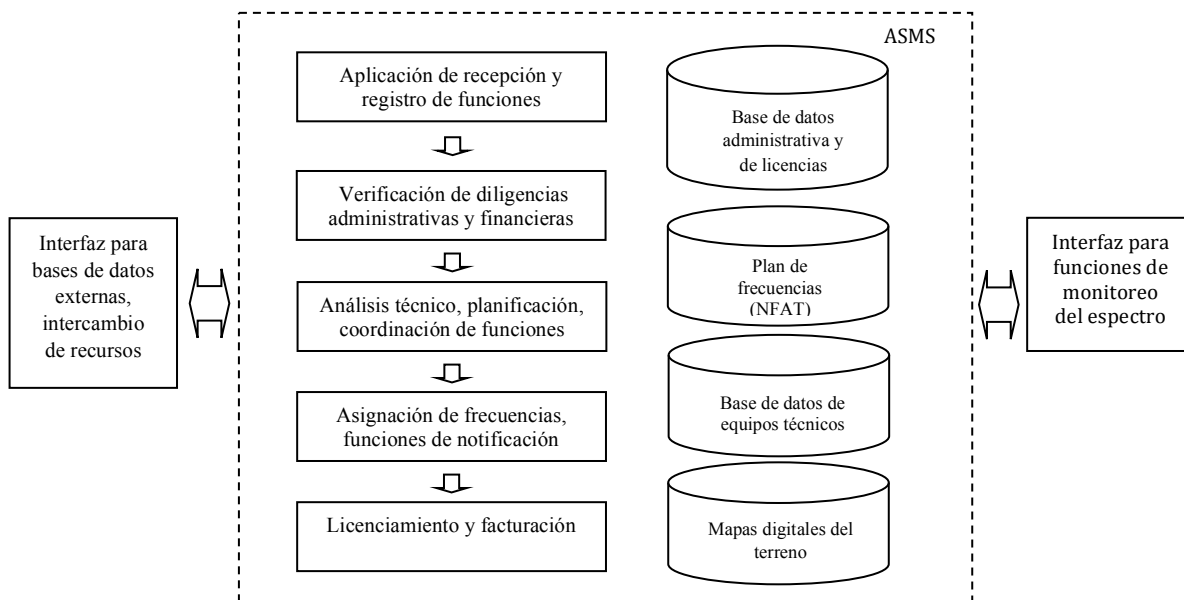 ASMS
Aplicación de recepción y
registro de funciones
Verificación de diligencias
administrativas y financieras
Análisis técnico, planificación,
coordinación de funciones
Asignación de frecuencias,
funciones de notificación
Licenciamiento y facturación
Base de datos
administrativa y
de licencias
Plan de
frecuencias
(NFAT)
Base de datos de
equipos técnicos
Mapas digitales del
terreno
Interfaz para
bases de datos
externas,
intercambio
de recursos
Interfaz para
funciones de
monitoreo
del espectro